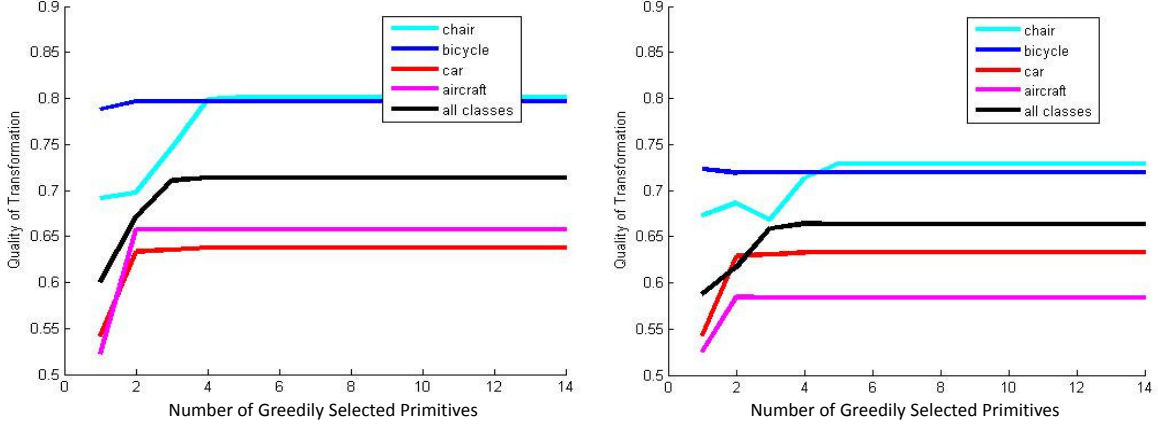 0.9
0.85
0.8
0.75
0.7
0.65
0.6
0.55
0.5
Quality of Transformation
chair
bicycle
car
aircraft
all classes
0 2 4 6 8 10 12 14
Number of Greedily Selected Primitives
0.9
0.85
0.8
0.75
0.7
0.65
0.6
0.55
0.5
Quality of Transformation
chair
bicycle
car
aircraft
all classes
0 2 4 6 8 10 12 14
Number of Greedily Selected Primitives